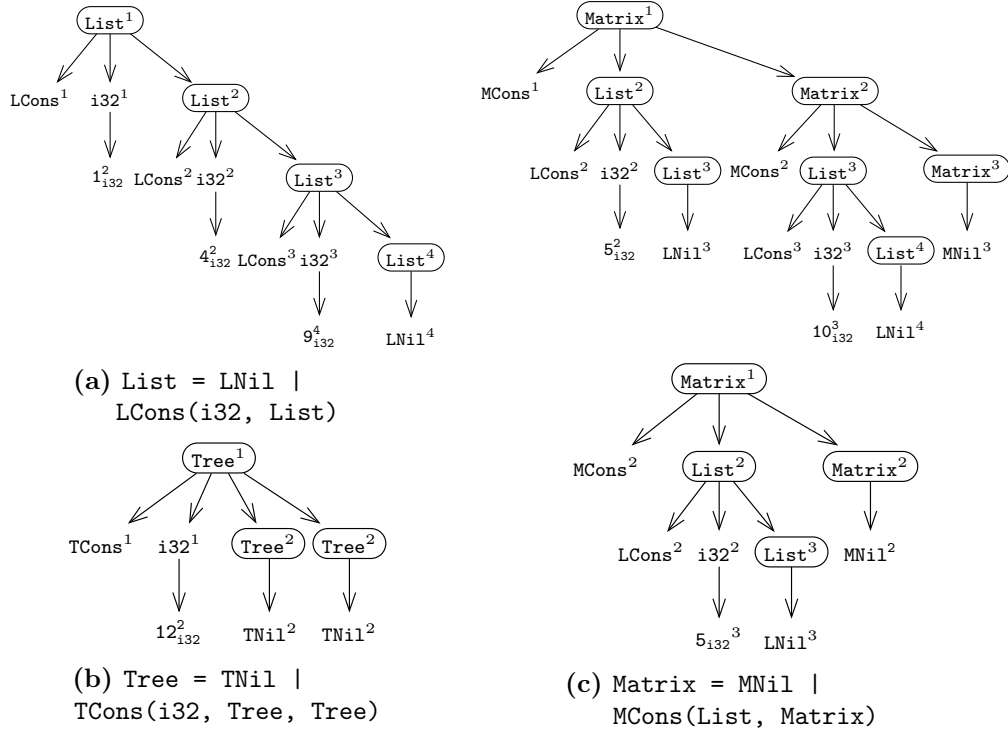 List¹
LCons¹ i32¹ List²
1²ᵢ₃₂ LCons² i32² List³
4²ᵢ₃₂ LCons³ i32³ List⁴
9⁴ᵢ₃₂ LNil⁴
(a) List = LNil |
LCons(i32, List)
Tree¹
TCons¹ i32¹ Tree² Tree²
12²ᵢ₃₂ TNil² TNil²
(b) Tree = TNil |
TCons(i32, Tree, Tree)
Matrix¹
MCons¹ List² Matrix²
LCons² i32² List³ MCons² List³ Matrix³
5²ᵢ₃₂ LNil³ LCons³ i32³ List⁴ MNil³
10³ᵢ₃₂ LNil⁴
Matrix¹
MCons² List² Matrix²
LCons² i32² List³ MNil²
5ᵢ₃₂³ LNil³
(c) Matrix = MNil |
MCons(List, Matrix)